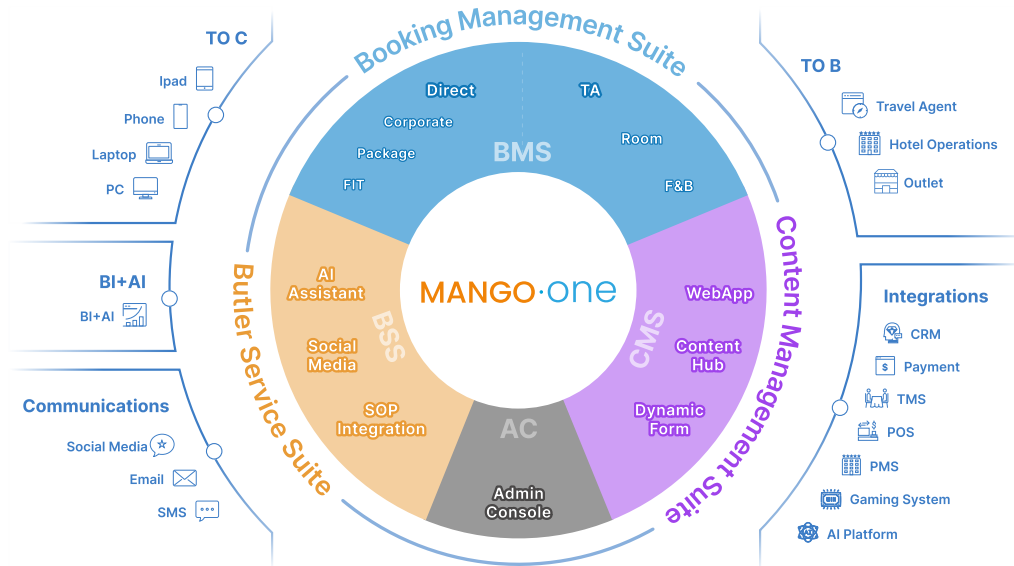 Booking Management Suite
TO C
Ipad
Phone
Laptop
PC
BI+AI
BI+AI
Communications
Social Media
Email
SMS
Direct
Corporate
Package
FIT
TA
Room
F&B
BMS
MANGO·one
Butler Service Suite
AI
Assistant
Social
Media
SOP
Integration
BSS
AC
Admin
Console
CMS
WebApp
Content
Hub
Dynamic
Form
Content Management Suite
TO B
Travel Agent
Hotel Operations
Outlet
Integrations
CRM
Payment
TMS
POS
PMS
Gaming System
AI Platform